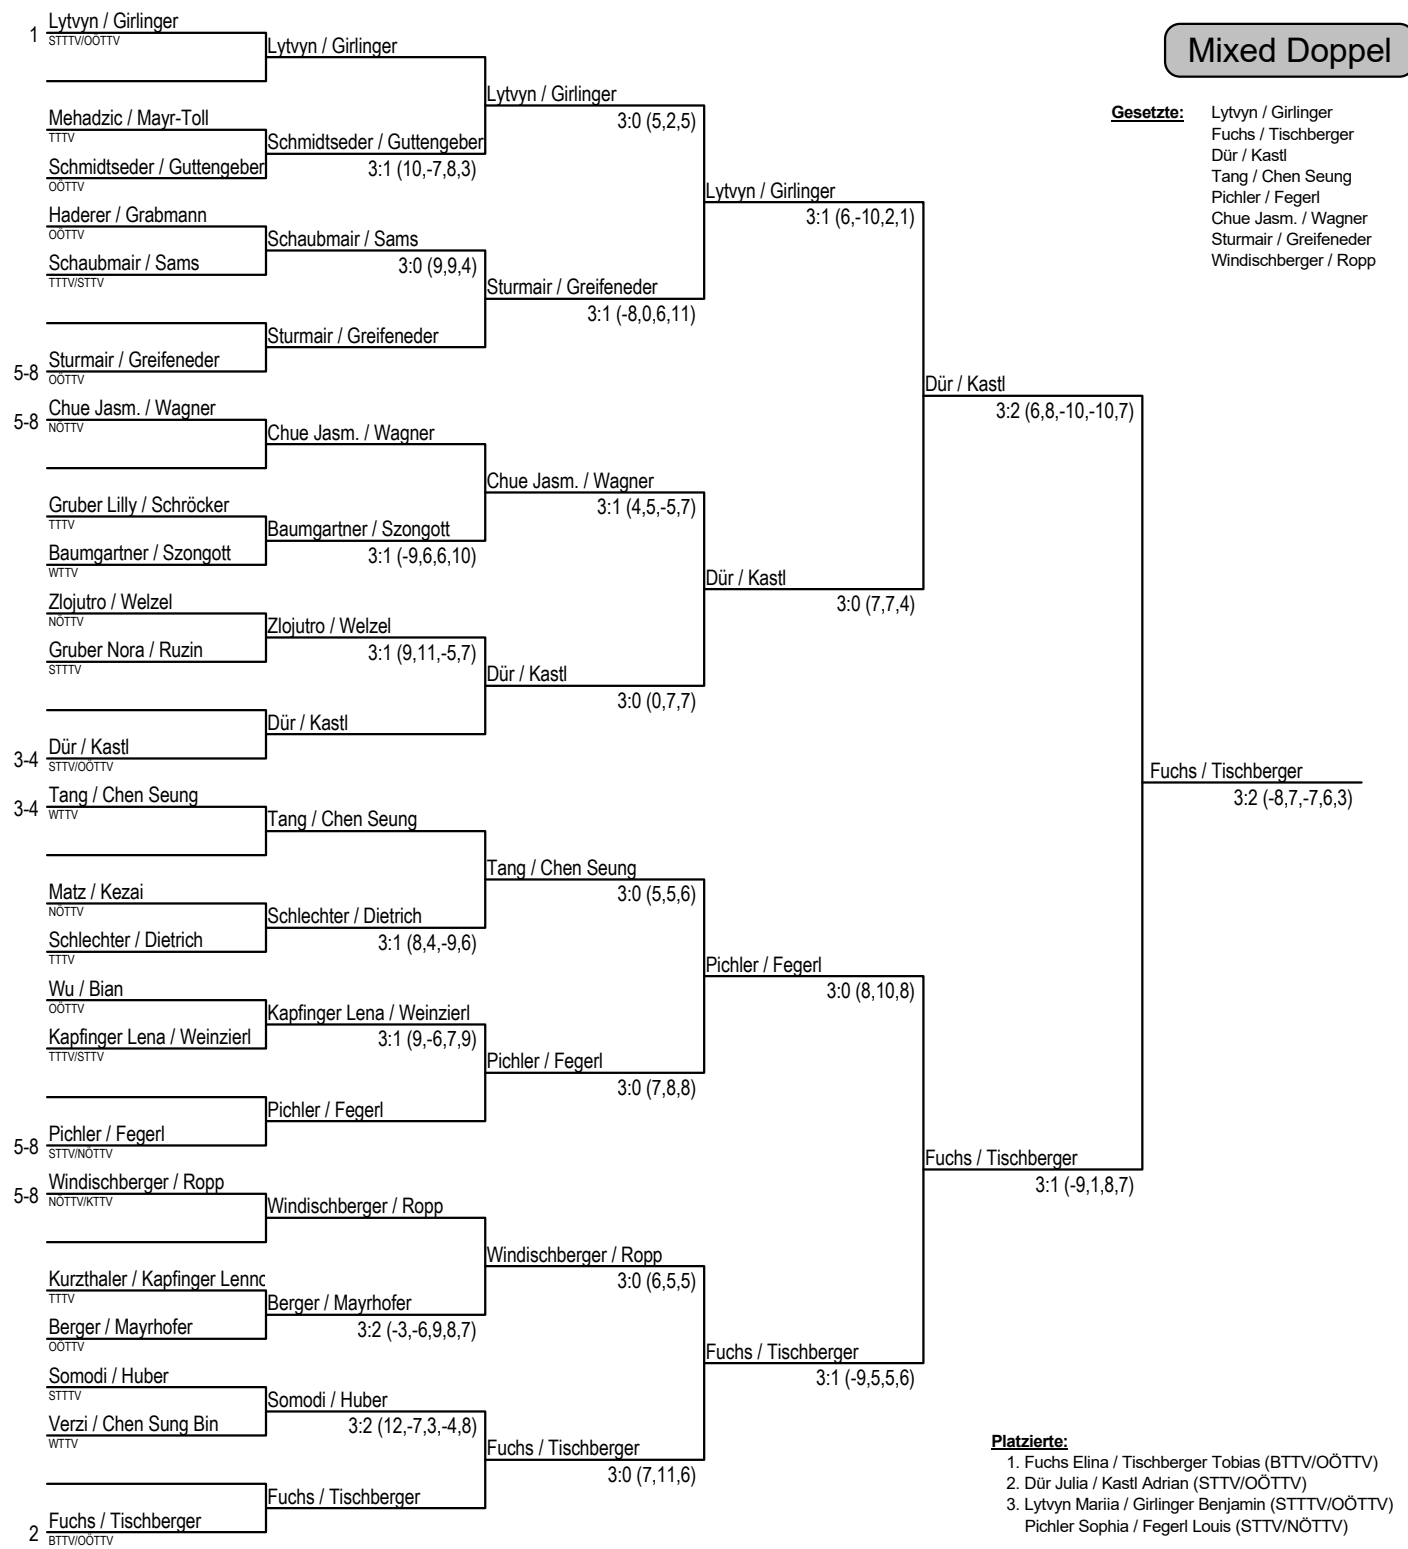 Mixed Doppel
Gesetzte:
Lytvyn / Girlinger
Fuchs / Tischberger
Dür / Kastl
Tang / Chen Seung
Pichler / Fegerl
Chue Jasm. / Wagner
Sturmair / Greifeneder
Windischberger / Ropp
1 Lytvyn / Girlinger
STTTV/OÖTTV
Mehadzic / Mayr-Toll
TTTV
Schmidtseder / Guttengeber
OÖTTV
Haderer / Grabmann
OÖTTV
Schaubmair / Sams
TTTV/STTV
5-8 Sturmair / Greifeneder
OÖTTV
5-8 Chue Jasm. / Wagner
NÖTTV
Gruber Lilly / Schröcker
TTTV
Baumgartner / Szongott
WTTV
Zlojutro / Welzel
NÖTTV
Gruber Nora / Ruzin
STTTV
3-4 Dür / Kastl
STTV/OÖTTV
3-4 Tang / Chen Seung
WTTV
Matz / Kezai
NÖTTV
Schlechter / Dietrich
TTTV
Wu / Bian
OÖTTV
Kapfinger Lena / Weinzierl
TTTV/STTV
5-8 Pichler / Fegerl
STTV/NÖTTV
5-8 Windischberger / Ropp
NÖTTV/KTTV
Kurzthaler / Kapfinger Lenno
TTTV
Berger / Mayrhofer
OÖTTV
Somodi / Huber
STTTV
Verzi / Chen Sung Bin
WTTV
2 Fuchs / Tischberger
BTTV/OÖTTV
Lytvyn / Girlinger
Schmidtseder / Guttengeber
3:1 (10,-7,8,3)
Schaubmair / Sams
3:0 (9,9,4)
Sturmair / Greifeneder
Chue Jasm. / Wagner
Baumgartner / Szongott
3:1 (-9,6,6,10)
Zlojutro / Welzel
3:1 (9,11,-5,7)
Dür / Kastl
Tang / Chen Seung
Schlechter / Dietrich
3:1 (8,4,-9,6)
Kapfinger Lena / Weinzierl
3:1 (9,-6,7,9)
Pichler / Fegerl
Windischberger / Ropp
Berger / Mayrhofer
3:2 (-3,-6,9,8,7)
Somodi / Huber
3:2 (12,-7,3,-4,8)
Fuchs / Tischberger
Lytvyn / Girlinger
3:0 (5,2,5)
Sturmair / Greifeneder
3:1 (-8,0,6,11)
Chue Jasm. / Wagner
3:1 (4,5,-5,7)
Dür / Kastl
3:0 (0,7,7)
Tang / Chen Seung
3:0 (5,5,6)
Pichler / Fegerl
3:0 (7,8,8)
Windischberger / Ropp
3:0 (6,5,5)
Fuchs / Tischberger
3:0 (7,11,6)
Lytvyn / Girlinger
3:1 (6,-10,2,1)
Dür / Kastl
3:0 (7,7,4)
Pichler / Fegerl
3:0 (8,10,8)
Fuchs / Tischberger
3:1 (-9,5,5,6)
Dür / Kastl
3:2 (6,8,-10,-10,7)
Fuchs / Tischberger
3:1 (-9,1,8,7)
Fuchs / Tischberger
3:2 (-8,7,-7,6,3)
Platzierte:
1. Fuchs Elina / Tischberger Tobias (BTTV/OÖTTV)
2. Dür Julia / Kastl Adrian (STTV/OÖTTV)
3. Lytvyn Mariia / Girlinger Benjamin (STTTV/OÖTTV)
Pichler Sophia / Fegerl Louis (STTV/NÖTTV)